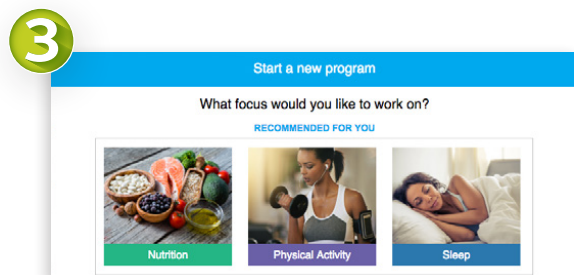 3
Start a new program
What focus would you like to work on?
RECOMMENDED FOR YOU
Nutrition
Physical Activity
Sleep